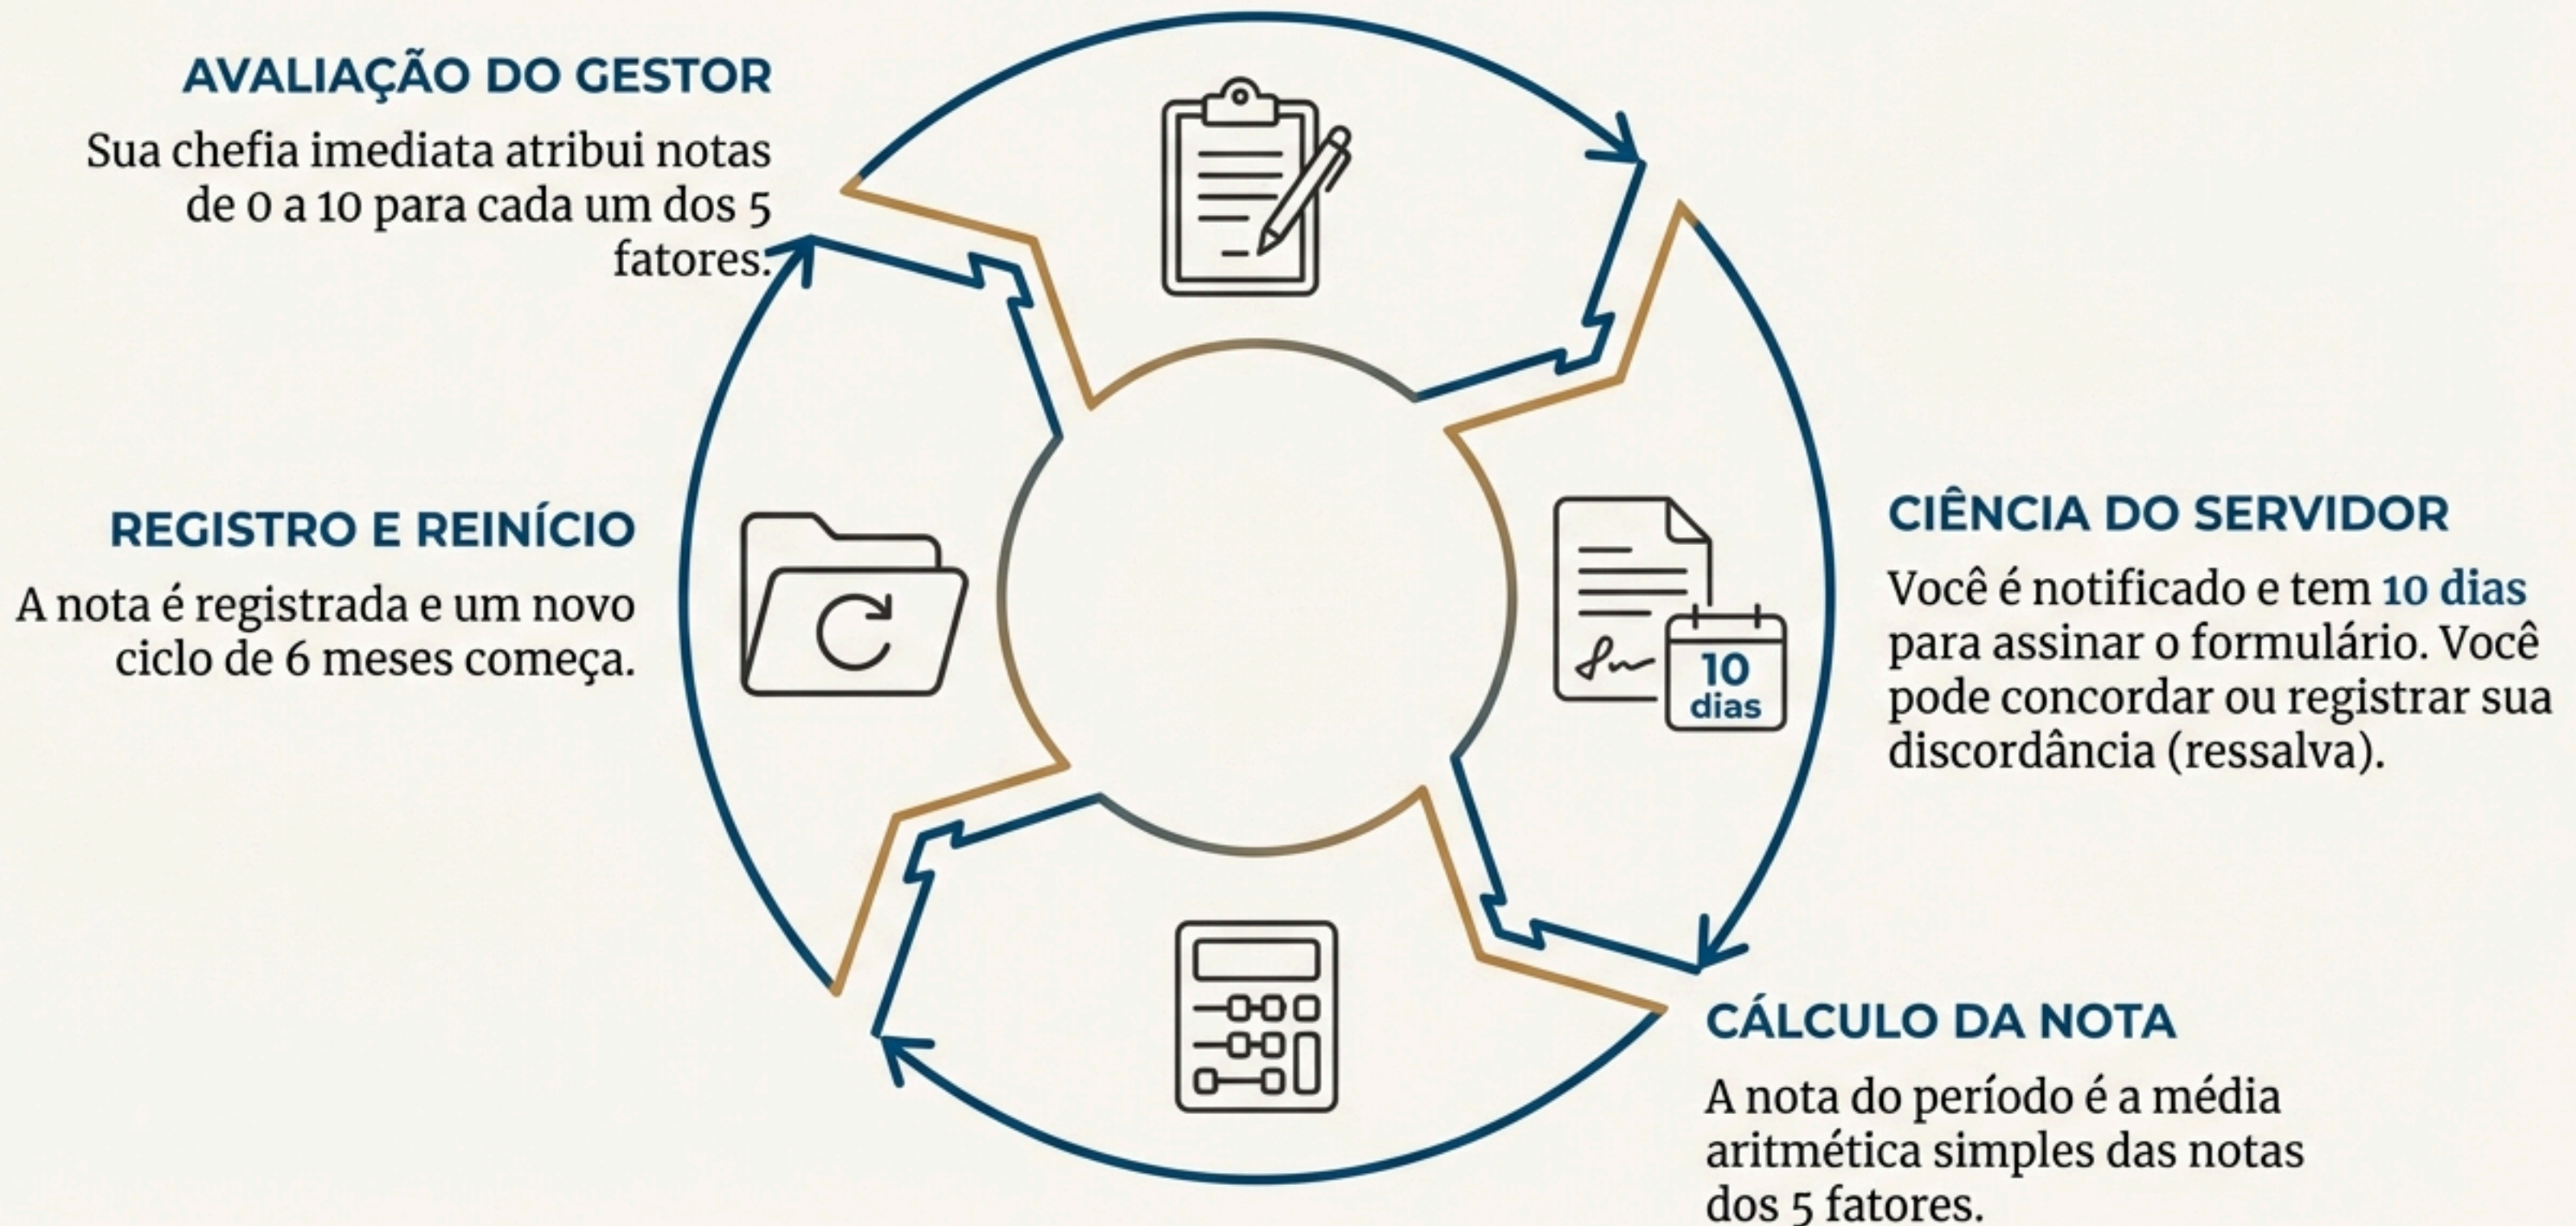 AVALIAÇÃO DO GESTOR
Sua chefia imediata atribui notas
de 0 a 10 para cada um dos 5
fatores.
CIÊNCIA DO SERVIDOR
Você é notificado e tem 10 dias
para assinar o formulário. Você
pode concordar ou registrar sua
discordância (ressalva).
10
dias
CÁLCULO DA NOTA
A nota do período é a média
aritmética simples das notas
dos 5 fatores.
REGISTRO E REINÍCIO
A nota é registrada e um novo
ciclo de 6 meses começa.